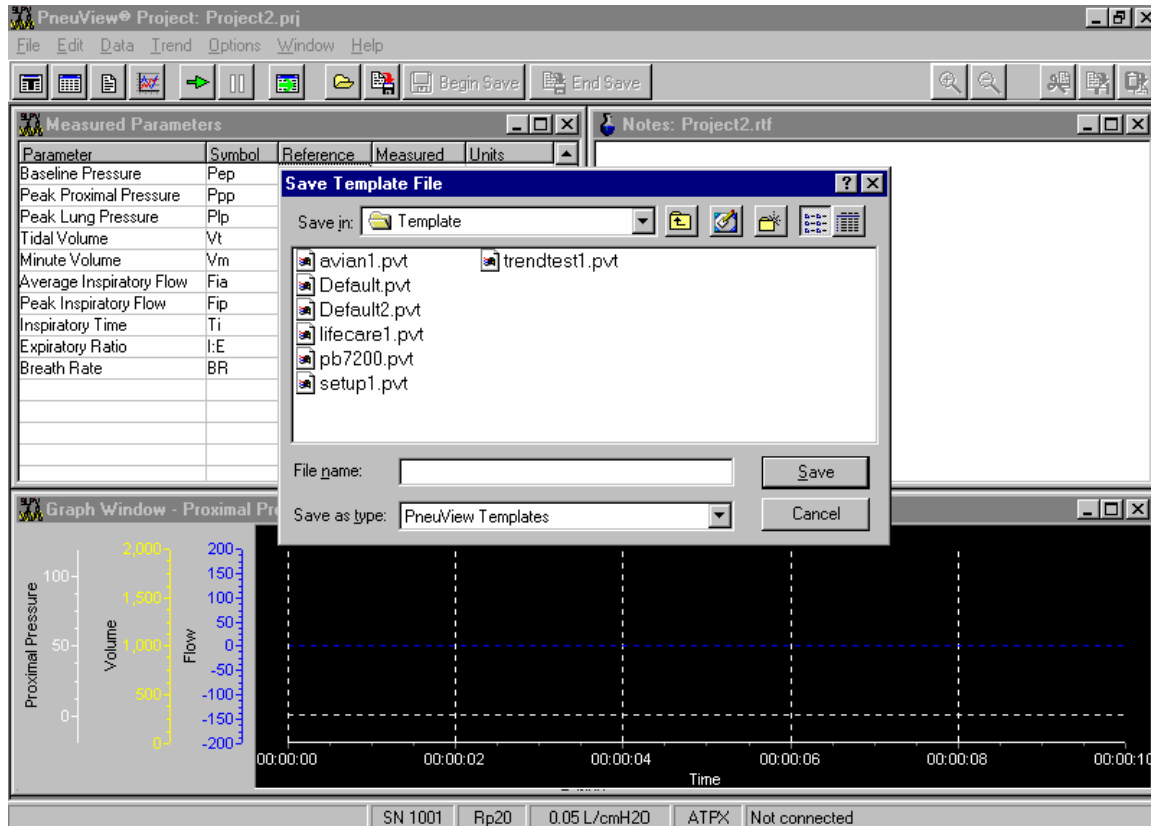 PneuView® Project: Project2.prj
File Edit Data Trend Options Window Help
Begin Save End Save
Measured Parameters
Parameter Symbol Reference Measured Units
Baseline Pressure Pep
Peak Proximal Pressure Ppp
Peak Lung Pressure Plp
Tidal Volume Vt
Minute Volume Vm
Average Inspiratory Flow Fia
Peak Inspiratory Flow Fip
Inspiratory Time Ti
Expiratory Ratio I:E
Breath Rate BR
Notes: Project2.rtf
Save Template File
Save in: Template
avian1.pvt
Default.pvt
Default2.pvt
lifecare1.pvt
pb7200.pvt
setup1.pvt
trendtest1.pvt
File name:
Save
Save as type: PneuView Templates
Cancel
Graph Window - Proximal Pre
Proximal Pressure
100
50
0
Volume
2,000
1,500
1,000
500
0
Flow
200
150
100
50
0
-50
-100
-150
-200
00:00:00 00:00:02 00:00:04 00:00:06 00:00:08 00:00:10
Time
SN 1001 Rp20 0.05 L/cmH2O ATPX Not connected